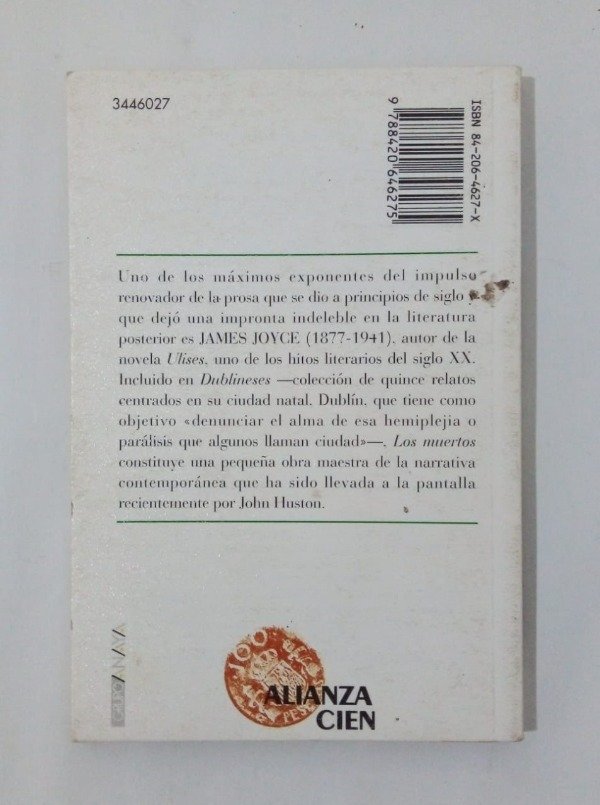 3446027
ISBN 84-206-4627-X
9 788420 646275
Uno de los máximos exponentes del impulso
renovador de la prosa que se dio a principios de siglo y
que dejó una impronta indeleble en la literatura
posterior es JAMES JOYCE (1877-1941), autor de la
novela Ulises, uno de los hitos literarios del siglo XX.
Incluido en Dublineses —colección de quince relatos
centrados en su ciudad natal, Dublín, que tiene como
objetivo «denunciar el alma de esa hemiplejia o
parálisis que algunos llaman ciudad»—, Los muertos
constituye una pequeña obra maestra de la narrativa
contemporánea que ha sido llevada a la pantalla
recientemente por John Huston.
GRUPO ANAYA
100
PESE
ALIANZA
CIEN